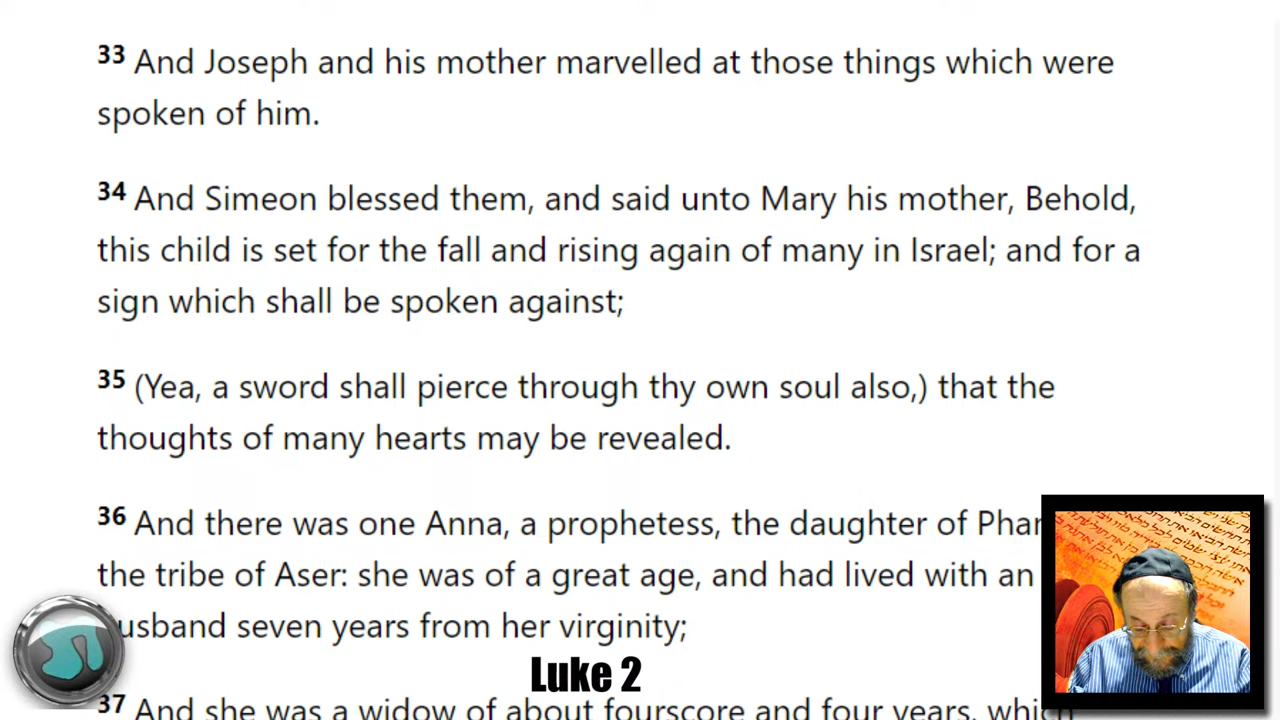 33 And Joseph and his mother marvelled at those things which were
spoken of him.
34 And Simeon blessed them, and said unto Mary his mother, Behold,
this child is set for the fall and rising again of many in Israel; and for a
sign which shall be spoken against;
35 (Yea, a sword shall pierce through thy own soul also,) that the
thoughts of many hearts may be revealed.
36 And there was one Anna, a prophetess, the daughter of
the tribe of Aser: she was of a great age, and had lived with an
usband seven years from her virginity;
Luke 2
37 And she was a widow of about fourscore and four years, which